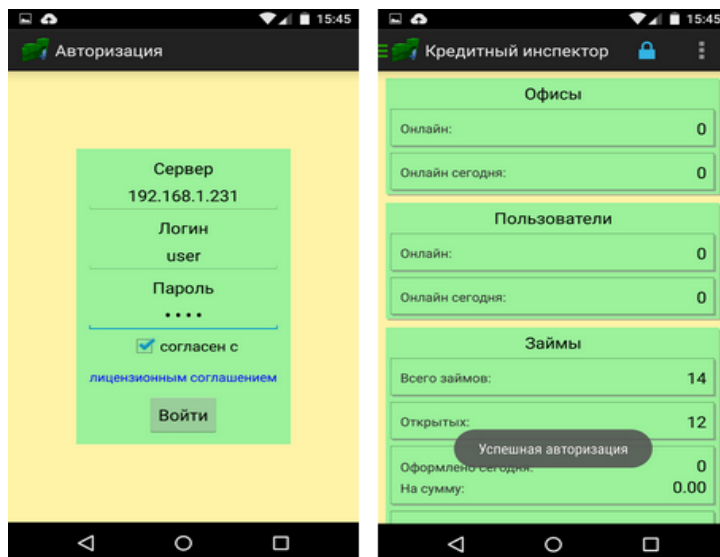 15:45
Авторизация
Сервер
192.168.1.231
Логин
user
Пароль
••••
согласен с
лицензионным соглашением
Войти
15:45
Кредитный инспектор
Офисы
Онлайн: 0
Онлайн сегодня: 0
Пользователи
Онлайн: 0
Онлайн сегодня: 0
Займы
Всего займов: 14
Открытых: 12
Успешная авторизация
Оформлено сегодня: 0
На сумму: 0.00